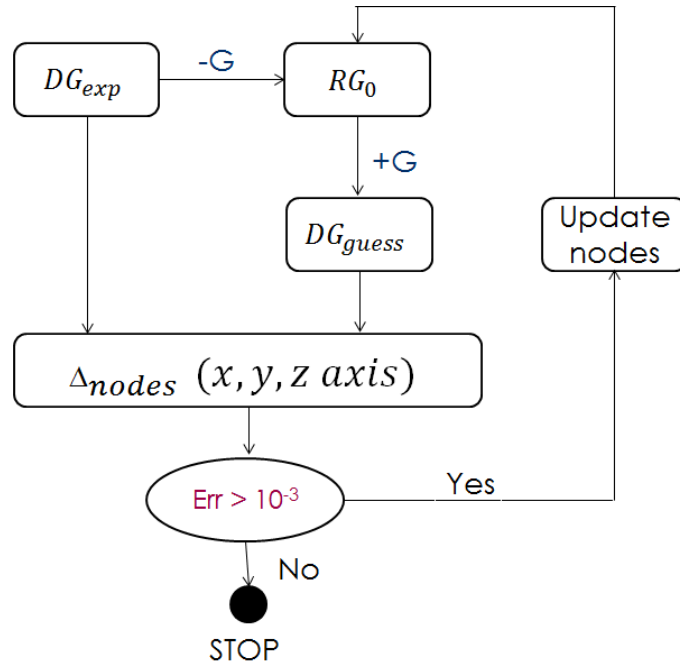 DG_exp
-G
RG_0
+G
DG_guess
Update
nodes
Δ_nodes (x, y, z axis)
Err > 10^-3
Yes
No
STOP